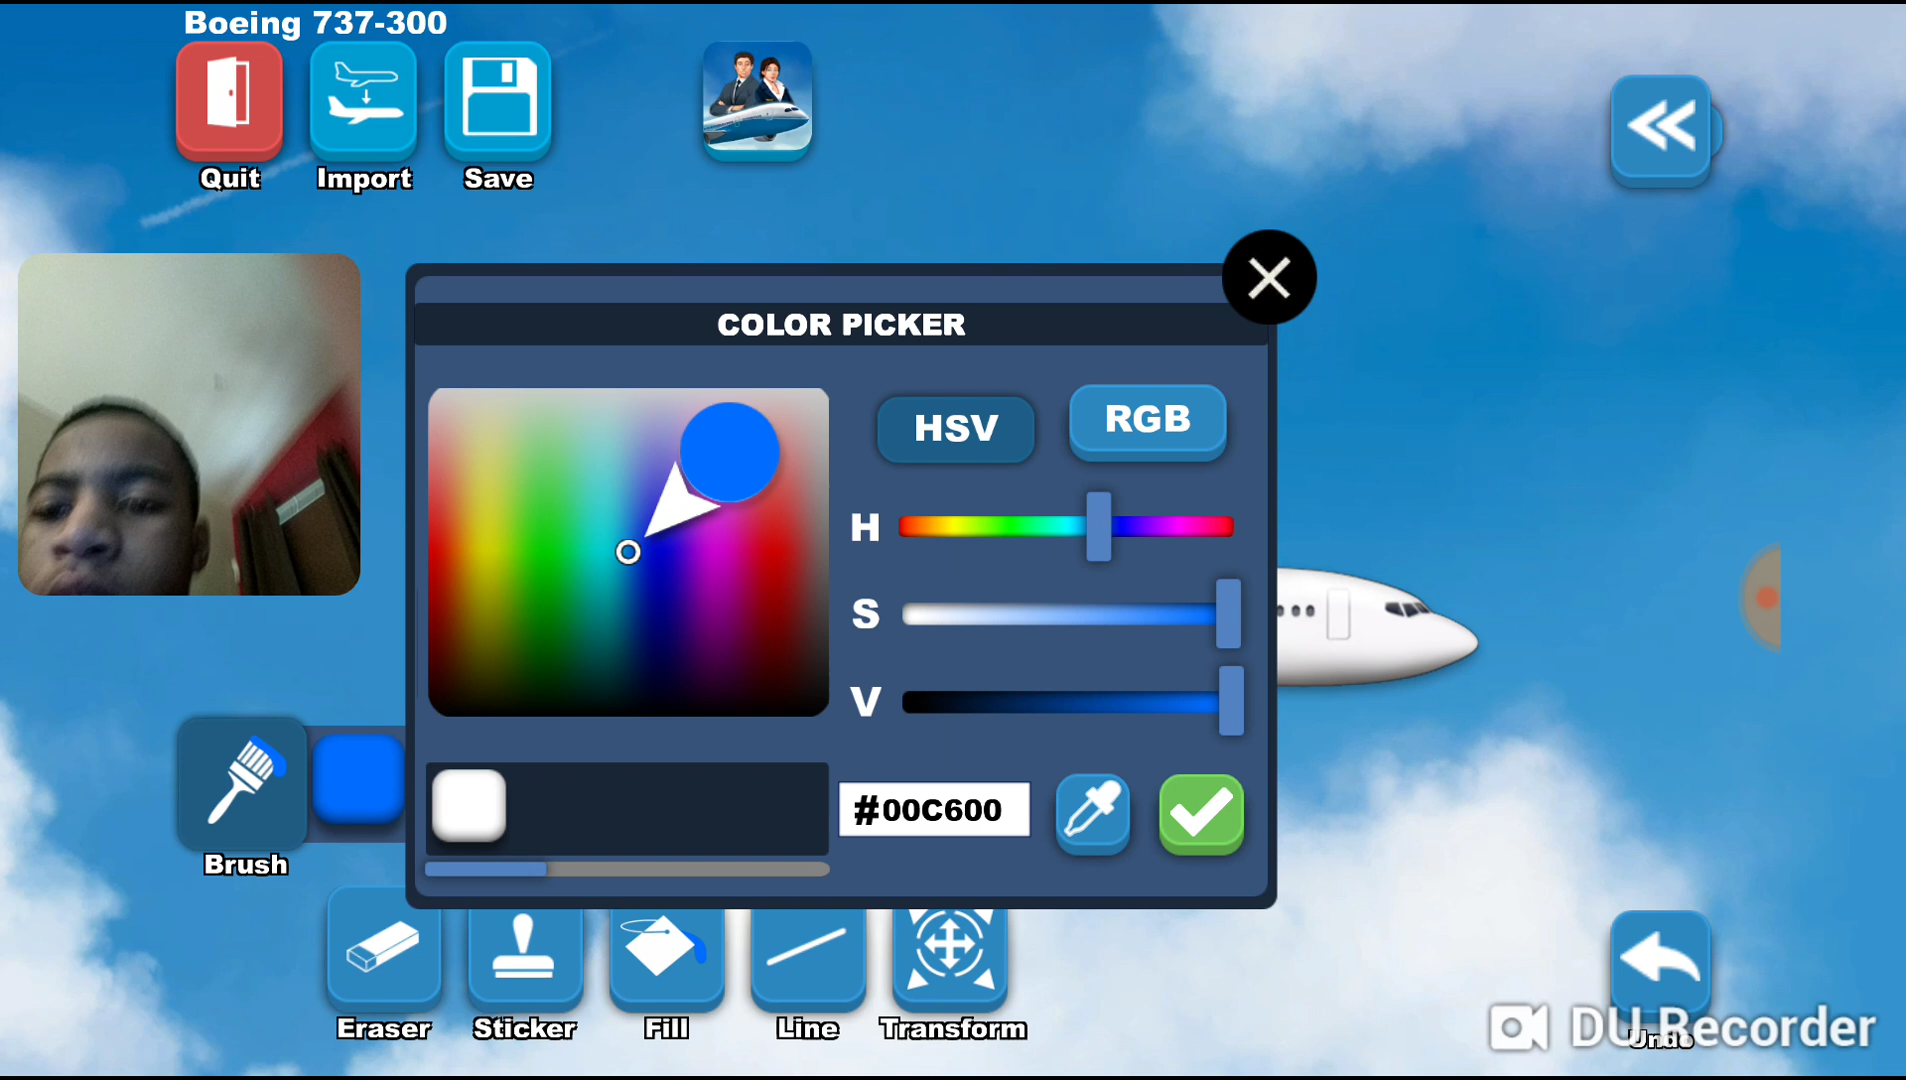 Boeing 737-300
Quit
Import
Save
COLOR PICKER
HSV
RGB
H
S
V
#00C600
Brush
Eraser
Sticker
Fill
Line
Transform
Undo
DU Recorder